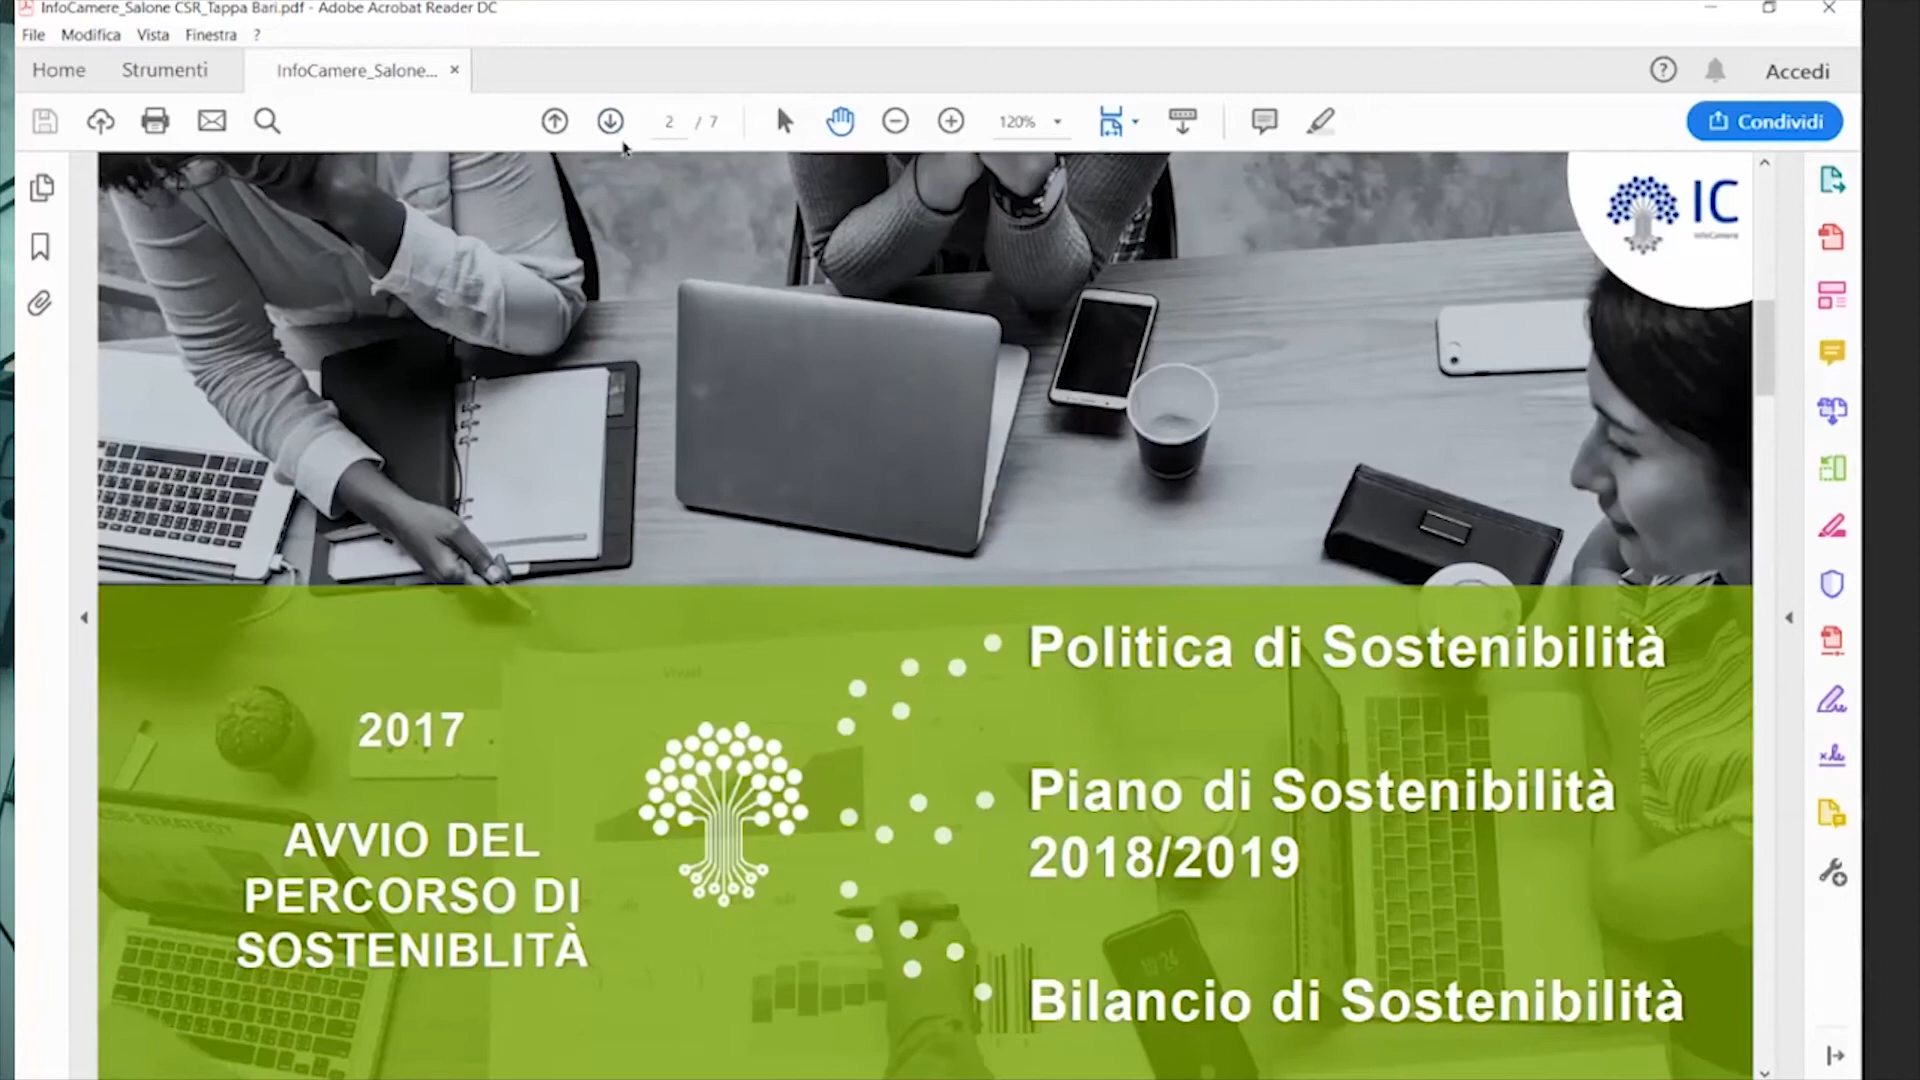 InfoCamere_Salone CSR_Tappa Bari.pdf - Adobe Acrobat Reader DC
File Modifica Vista Finestra ?
Home Strumenti InfoCamere_Salone... × Accedi
2 / 7 120% Condividi
IC
InfoCamere
Politica di Sostenibilità
2017
Piano di Sostenibilità
2018/2019
AVVIO DEL
PERCORSO DI
SOSTENIBLITÀ
Bilancio di Sostenibilità